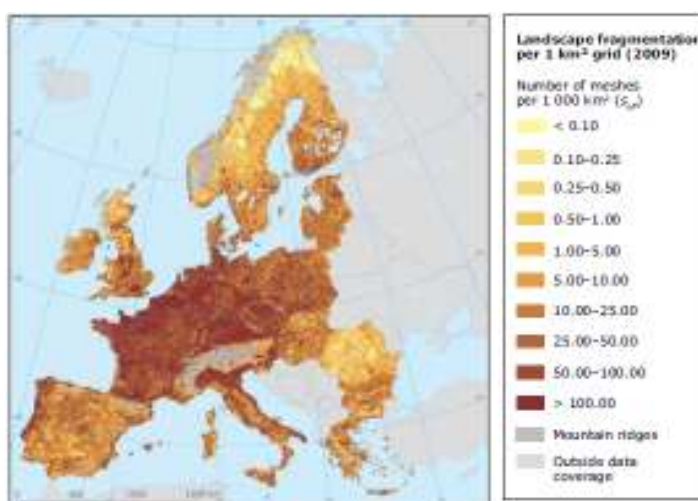 Landscape fragmentation
per 1 km² grid (2009)
Number of meshes
per 1 000 km² (sₑff)
< 0.10
0.10–0.25
0.25–0.50
0.50–1.00
1.00–5.00
5.00–10.00
10.00–25.00
25.00–50.00
50.00–100.00
> 100.00
Mountain ridges
Outside data
coverage